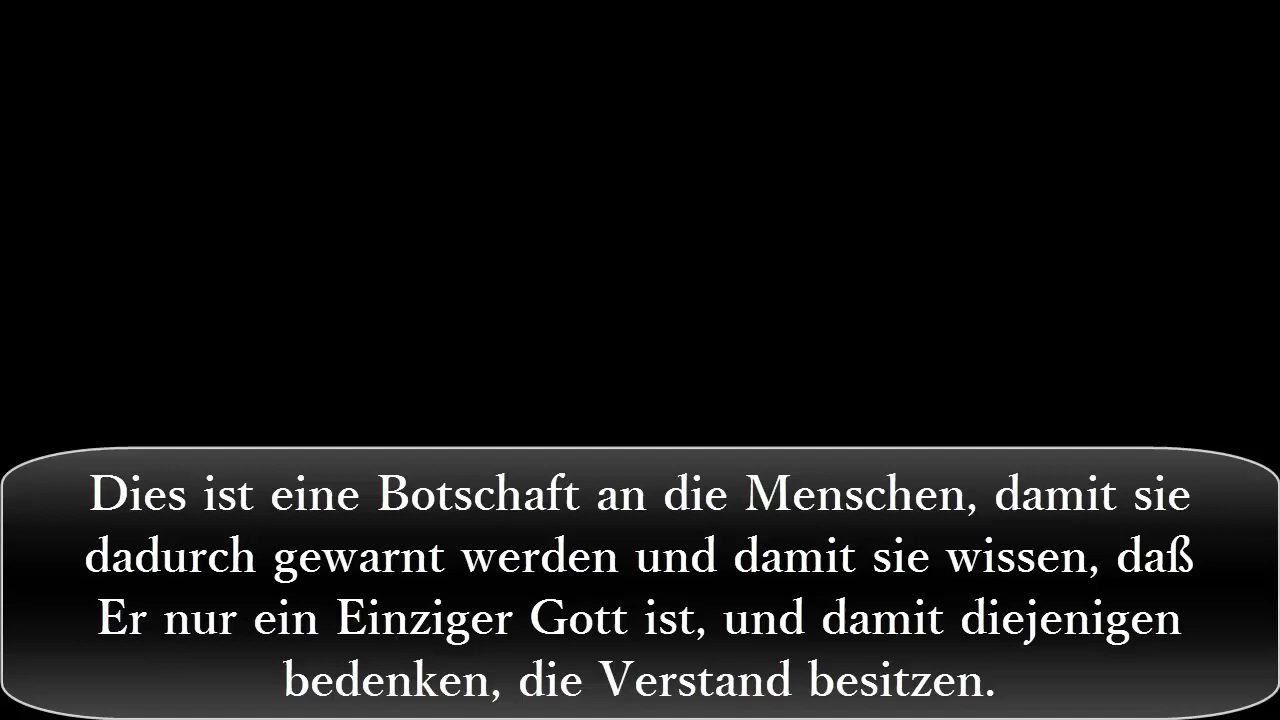 Dies ist eine Botschaft an die Menschen, damit sie
dadurch gewarnt werden und damit sie wissen, daß
Er nur ein Einziger Gott ist, und damit diejenigen
bedenken, die Verstand besitzen.